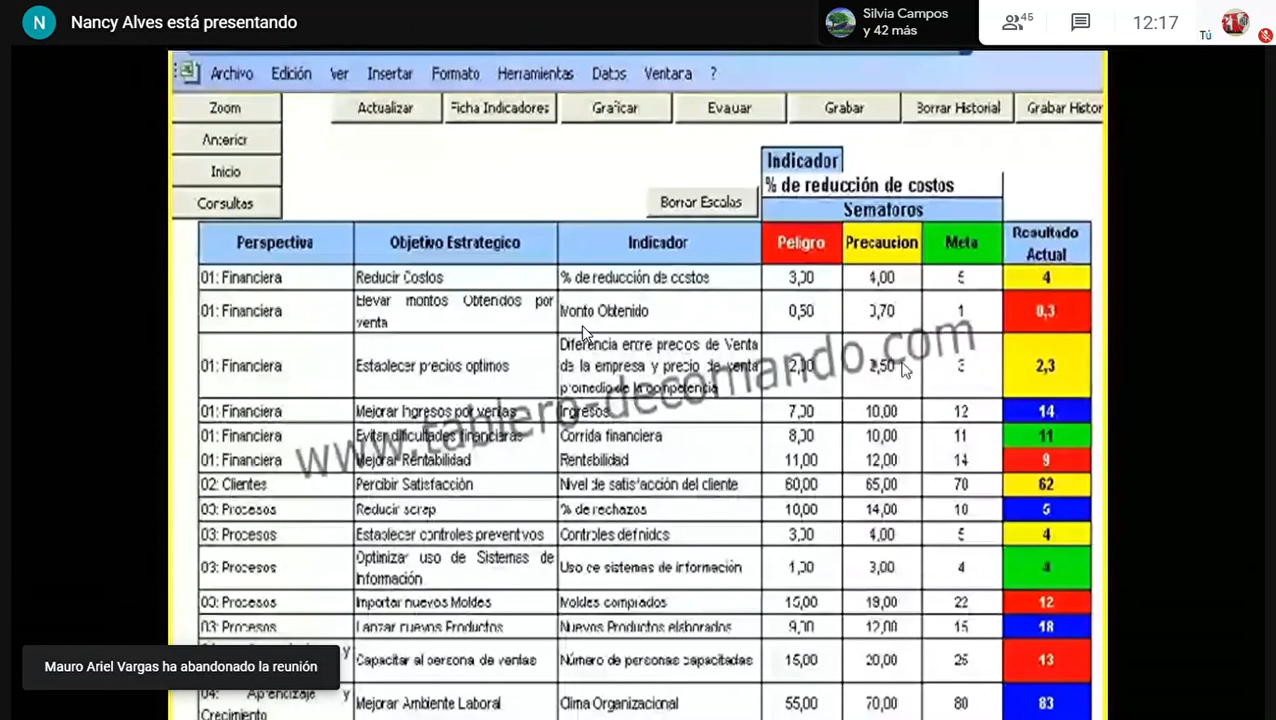 N Nancy Alves está presentando
Silvia Campos
y 42 más
45
12:17
Tú
Archivo Edición Ver Insertar Formato Herramientas Datos Ventana ?
Zoom Actualizar Ficha Indicadores Graficar Evaluar Grabar Borrar Historial Grabar Histor
Anterior
Inicio
Consultas
Indicador
% de reducción de costos
Borrar Escalas
Semaforos
Perspectiva Objetivo Estrategico Indicador Peligro Precaucion Meta Resultado
Actual
01: Financiera Reducir Costos % de reducción de costos 3,00 4,00 5 4
01: Financiera Elevar montos Obtenidos por
venta Monto Obtenido 0,50 0,70 1 0,3
01: Financiera Establecer precios optimos Diferencia entre precios de Venta
de la empresa y precio de venta
promedio de la competencia 2,00 2,50 3 2,3
01: Financiera Mejorar Ingresos por ventas Ingresos 7,00 10,00 12 14
01: Financiera Evitar dificultades financieras Corrida financiera 8,00 10,00 11 11
01: Financiera Mejorar Rentabilidad Rentabilidad 11,00 12,00 14 9
02: Clientes Percibir Satisfacción Nivel de satisfacción del cliente 60,00 65,00 70 62
03: Procesos Reducir scrap % de rechazos 10,00 14,00 10
03: Procesos Establecer controles preventivos Controles definidos 3,00 4,00 5 4
03: Procesos Optimizar uso de Sistemas de
Información Uso de sistemas de información 1,00 3,00 4 4
03: Procesos Importar nuevos Moldes Moldes comprados 15,00 18,00 22 12
03: Procesos Lanzar nuevos Productos Nuevos Productos elaborados 9,00 12,00 15 18
y
Capacitar al persona de ventas Número de personas capacitadas 15,00 20,00 25 13
04: Aprendizaje y
Crecimiento Mejorar Ambiente Laboral Clima Organizacional 55,00 70,00 80 83
www.tablero-decomando.com
Mauro Ariel Vargas ha abandonado la reunión